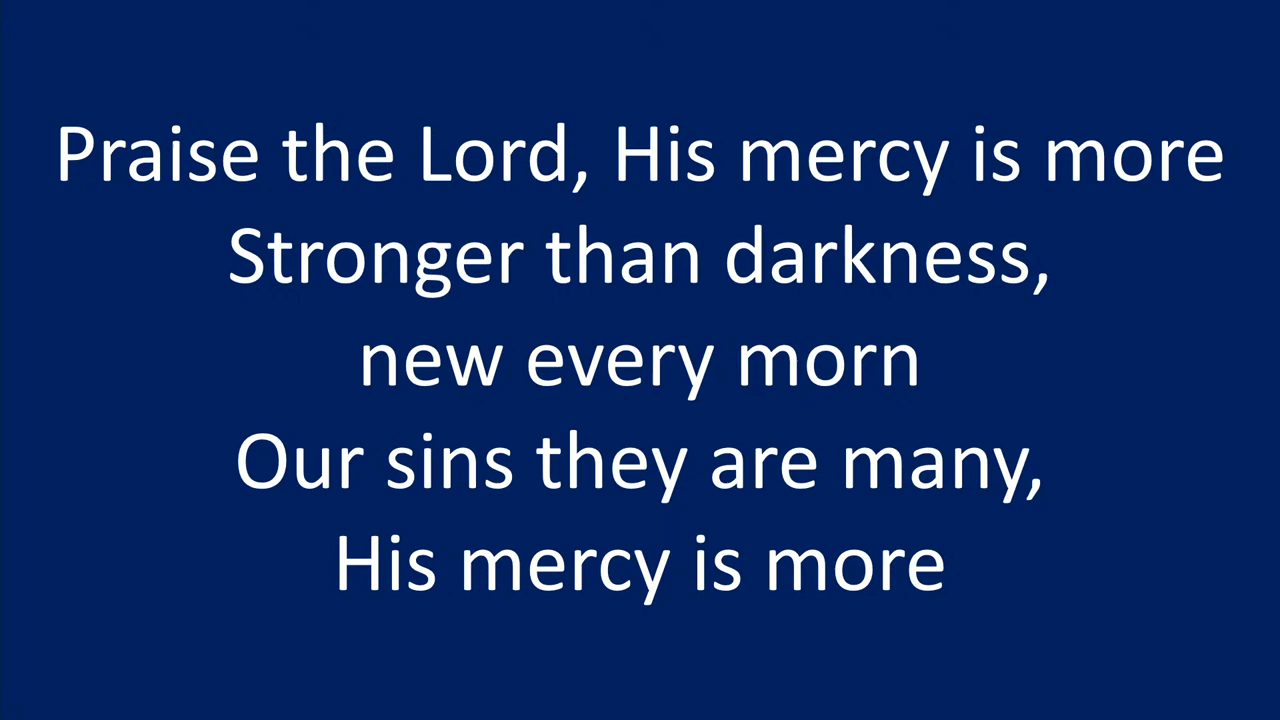 Praise the Lord, His mercy is more
Stronger than darkness,
new every morn
Our sins they are many,
His mercy is more